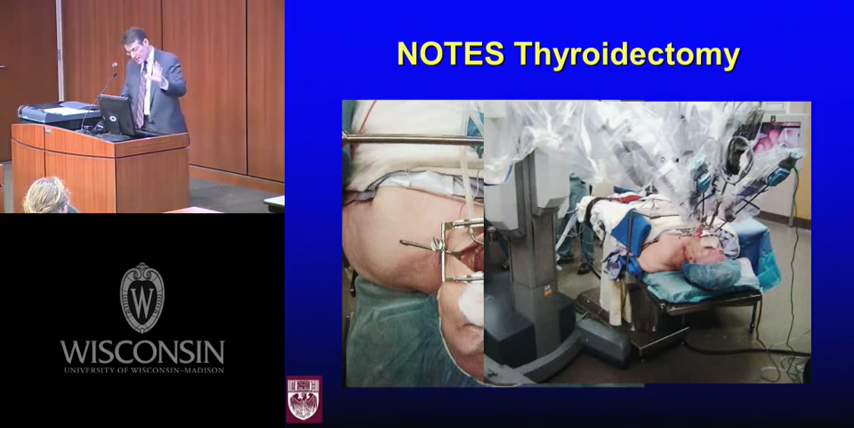 NOTES Thyroidectomy
W
WISCONSIN
UNIVERSITY OF WISCONSIN–MADISON